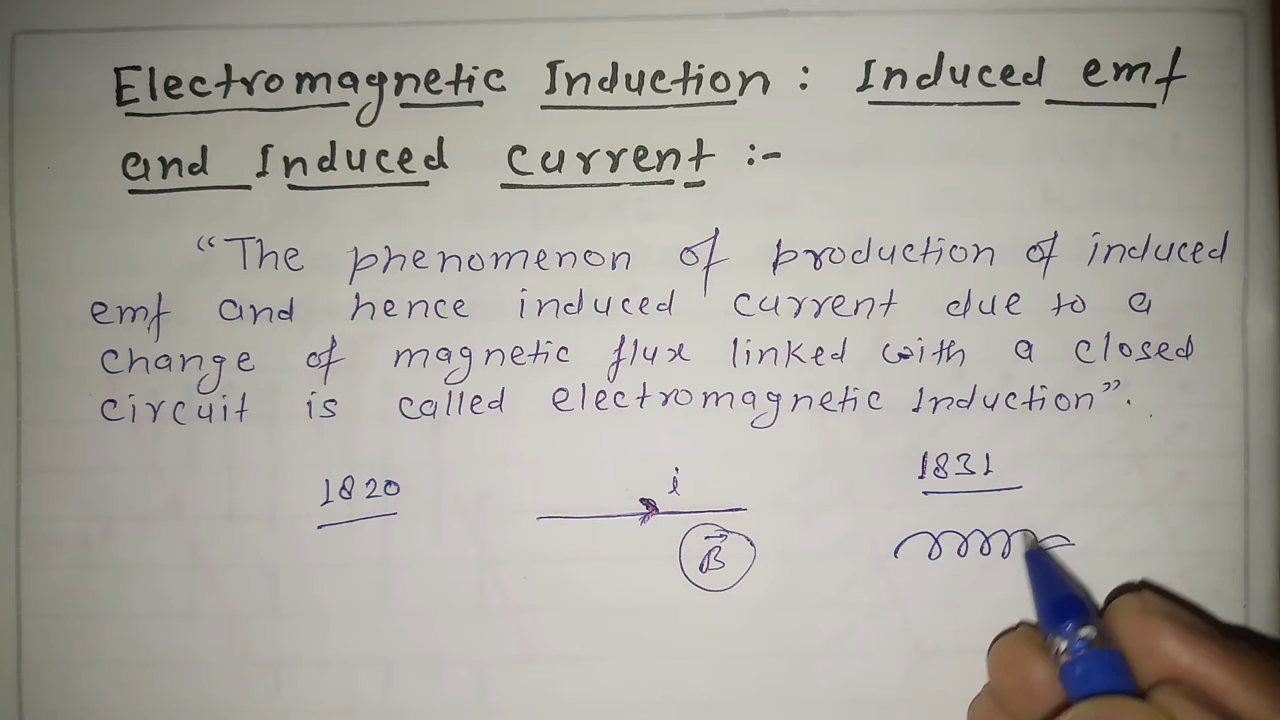 Electromagnetic Induction : Induced emf
and Induced current :-
“The phenomenon of production of induced
emf and hence induced current due to a
change of magnetic flux linked with a closed
circuit is called electromagnetic Induction”.
1820
i
B
1831